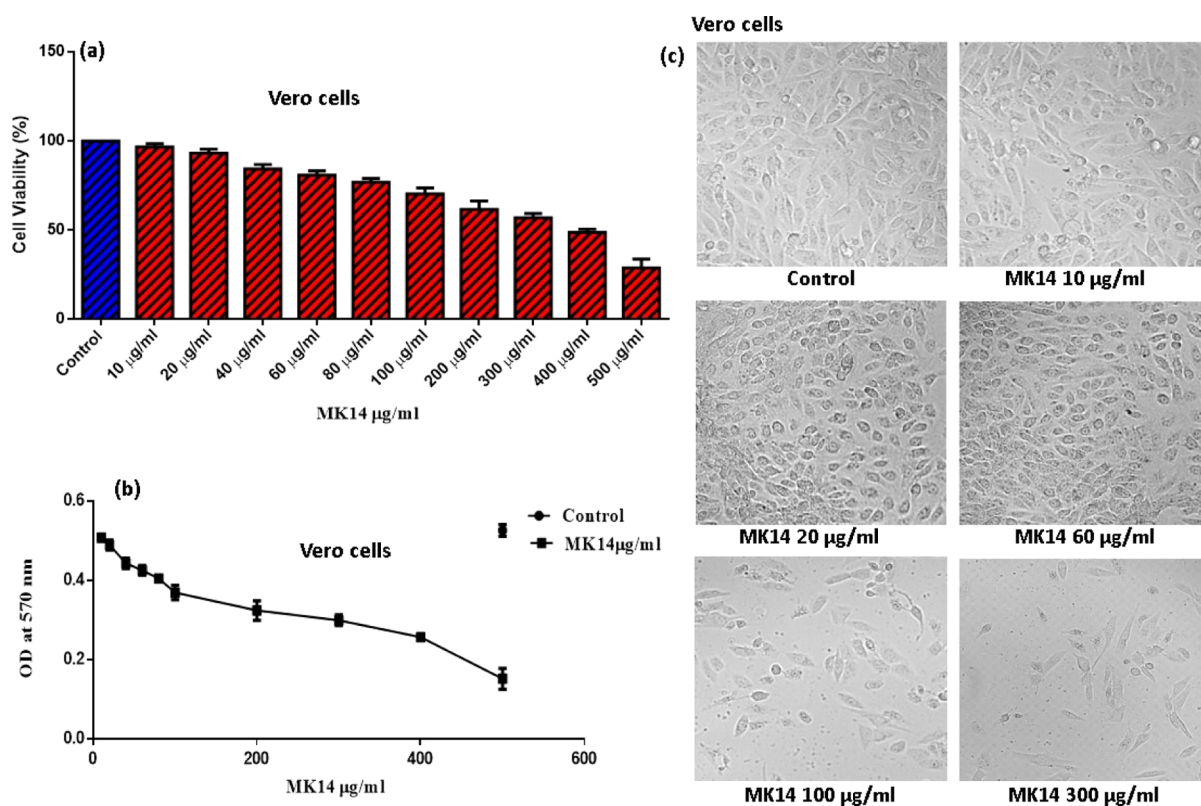 (a)
Vero cells
Cell Viability (%)
150
100
50
0
Control
10 μg/ml
20 μg/ml
40 μg/ml
60 μg/ml
80 μg/ml
100 μg/ml
200 μg/ml
300 μg/ml
400 μg/ml
500 μg/ml
MK14 μg/ml
(b)
Vero cells
OD at 570 nm
0.6
0.4
0.2
0.0
0
200
400
600
MK14 μg/ml
Control
MK14μg/ml
Vero cells
(c)
Control
MK14 10 μg/ml
MK14 20 μg/ml
MK14 60 μg/ml
MK14 100 μg/ml
MK14 300 μg/ml